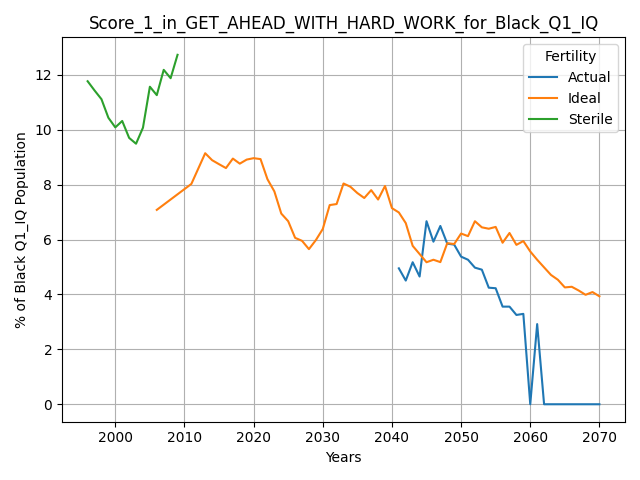 Score_1_in_GET_AHEAD_WITH_HARD_WORK_for_Black_Q1_IQ
Fertility
Actual
Ideal
Sterile
% of Black Q1_IQ Population
12
10
8
6
4
2
0
2000 2010 2020 2030 2040 2050 2060 2070
Years